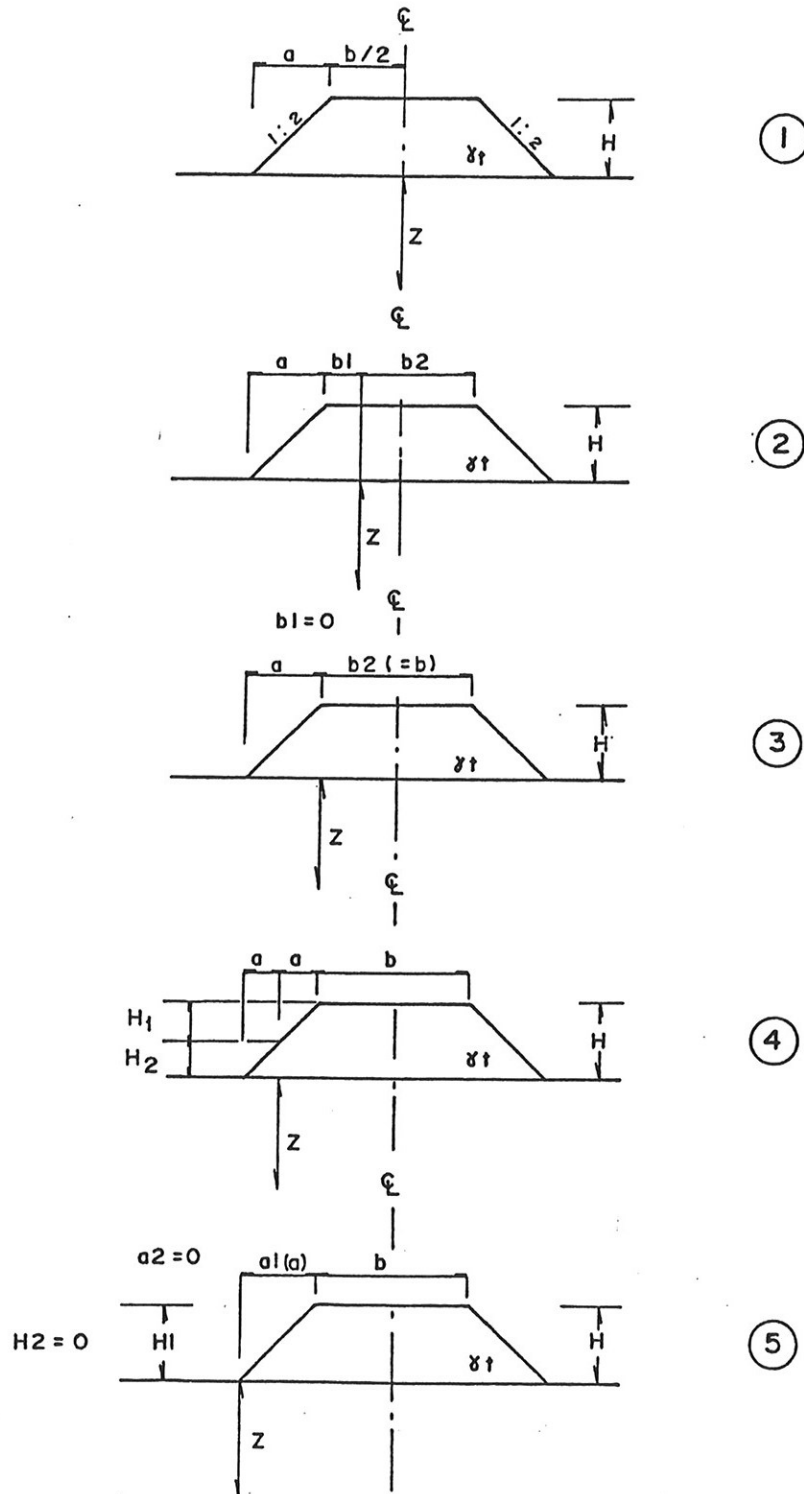 ℄
a b/2
1:2 1:2 H 1
γt
Z
℄
a b1 b2
H 2
γt
Z
℄
b1=0
a b2(=b)
H 3
γt
Z
℄
a a b
H1
H 4
H2
γt
Z
℄
a2=0
a1(a) b
H2=0 H1 H 5
γt
Z